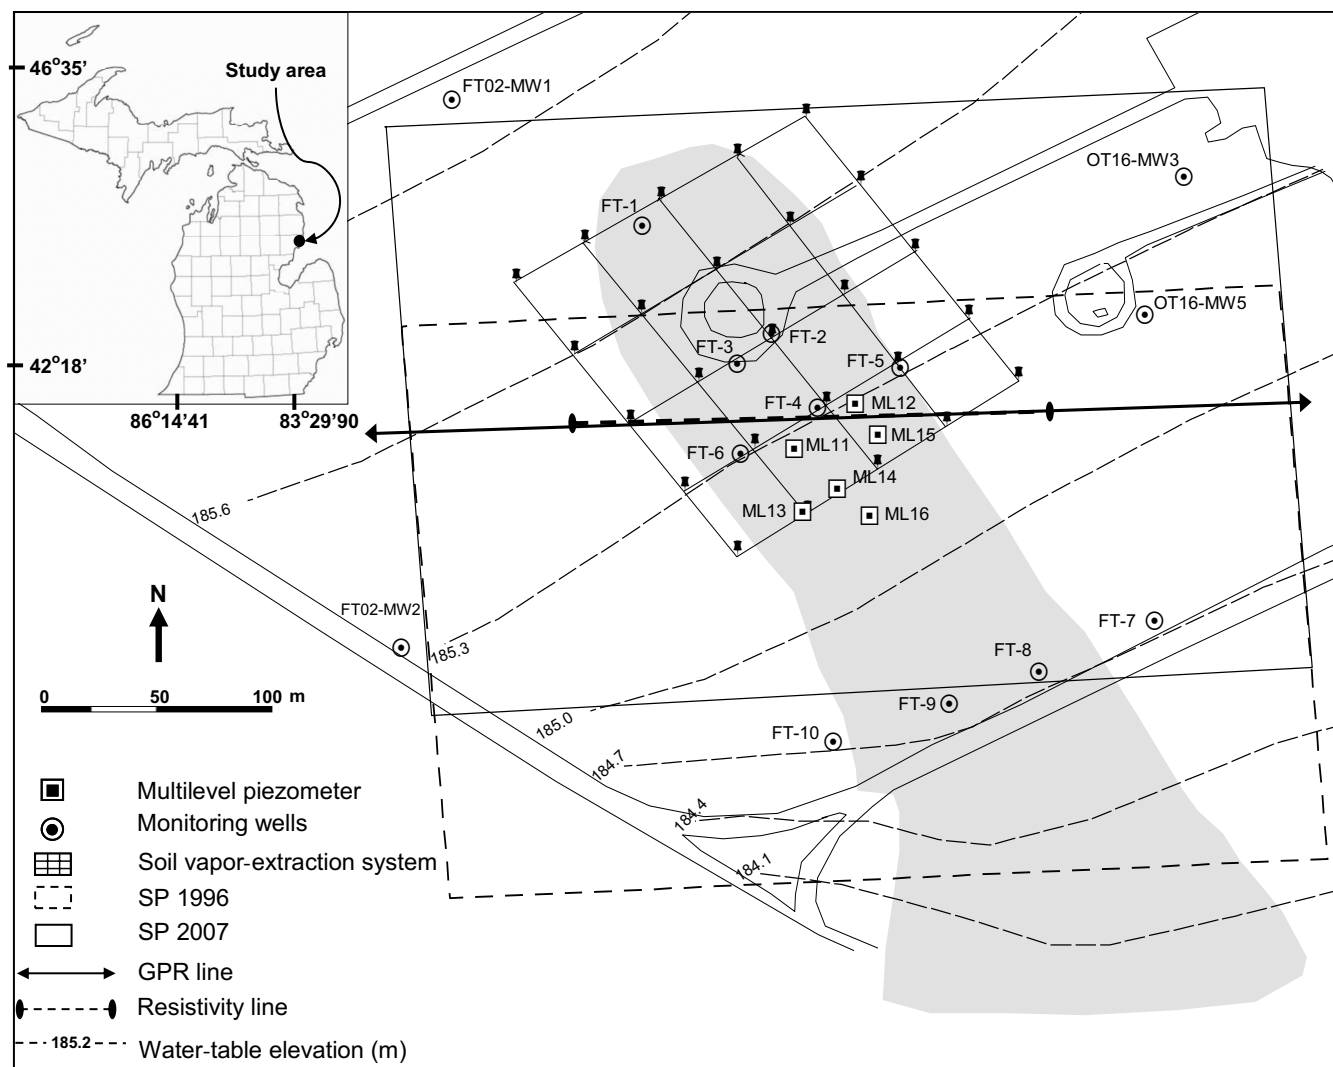 46°35’
Study area
42°18’
86°14’41
83°29’90
FT02-MW1
OT16-MW3
FT-1
OT16-MW5
FT-2
FT-3
FT-5
FT-4
ML12
ML15
ML11
FT-6
ML14
ML13
ML16
185.6
N
FT02-MW2
FT-7
185.3
FT-8
0 50 100 m
FT-9
185.0
FT-10
184.7
184.4
184.1
Multilevel piezometer
Monitoring wells
Soil vapor-extraction system
SP 1996
SP 2007
GPR line
Resistivity line
185.2
Water-table elevation (m)